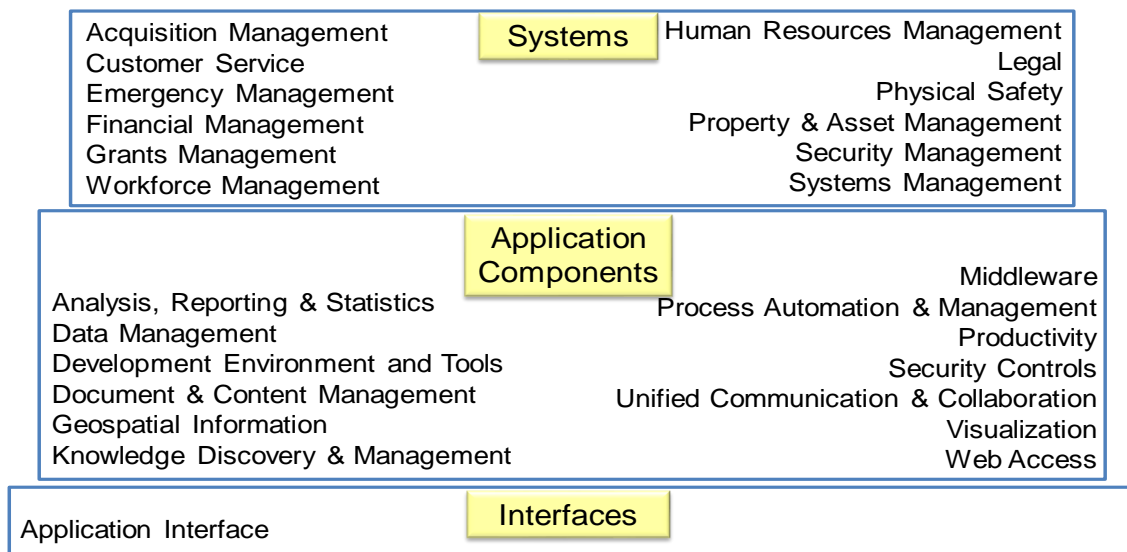 Systems
Acquisition Management
Customer Service
Emergency Management
Financial Management
Grants Management
Workforce Management
Human Resources Management
Legal
Physical Safety
Property & Asset Management
Security Management
Systems Management
Application
Components
Analysis, Reporting & Statistics
Data Management
Development Environment and Tools
Document & Content Management
Geospatial Information
Knowledge Discovery & Management
Middleware
Process Automation & Management
Productivity
Security Controls
Unified Communication & Collaboration
Visualization
Web Access
Interfaces
Application Interface